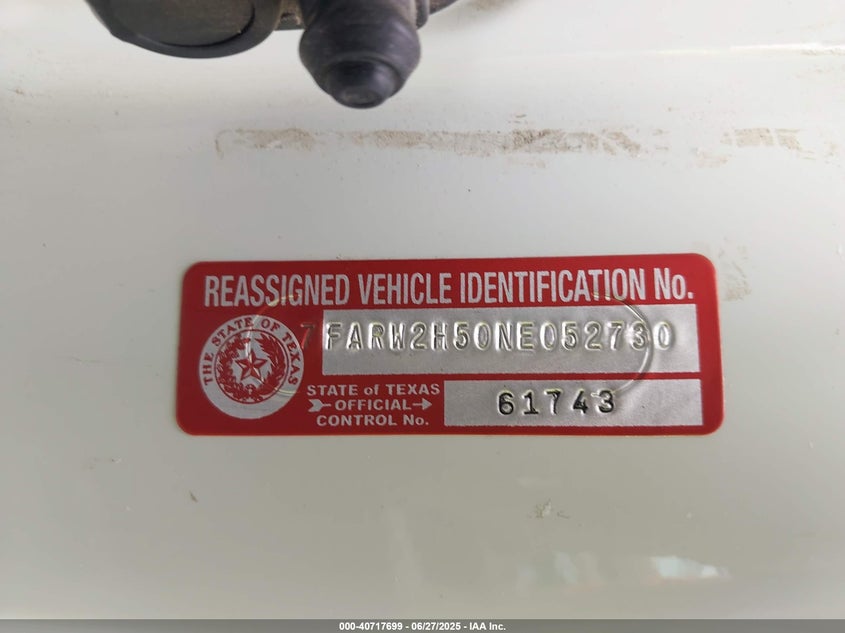 REASSIGNED VEHICLE IDENTIFICATION No.
7FARW2H50NE052730
THE STATE OF TEXAS
STATE of TEXAS
OFFICIAL
CONTROL No.
61743
000-40717699 - 06/27/2025 - IAA Inc.